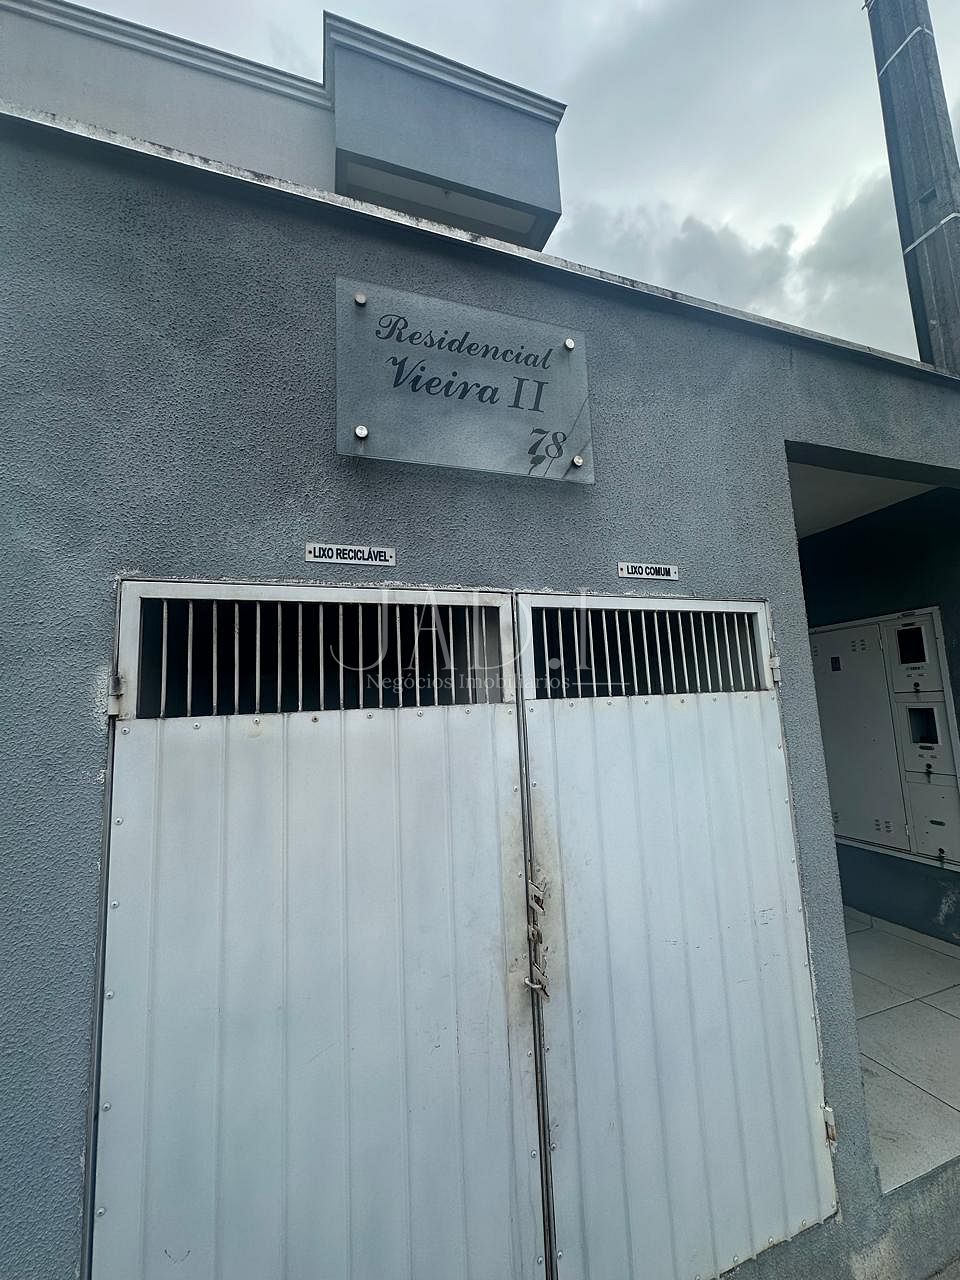 Residencial
Vieira II
78
LIXO RECICLÁVEL
LIXO COMUM
JAD.I
Negócios Imobiliários